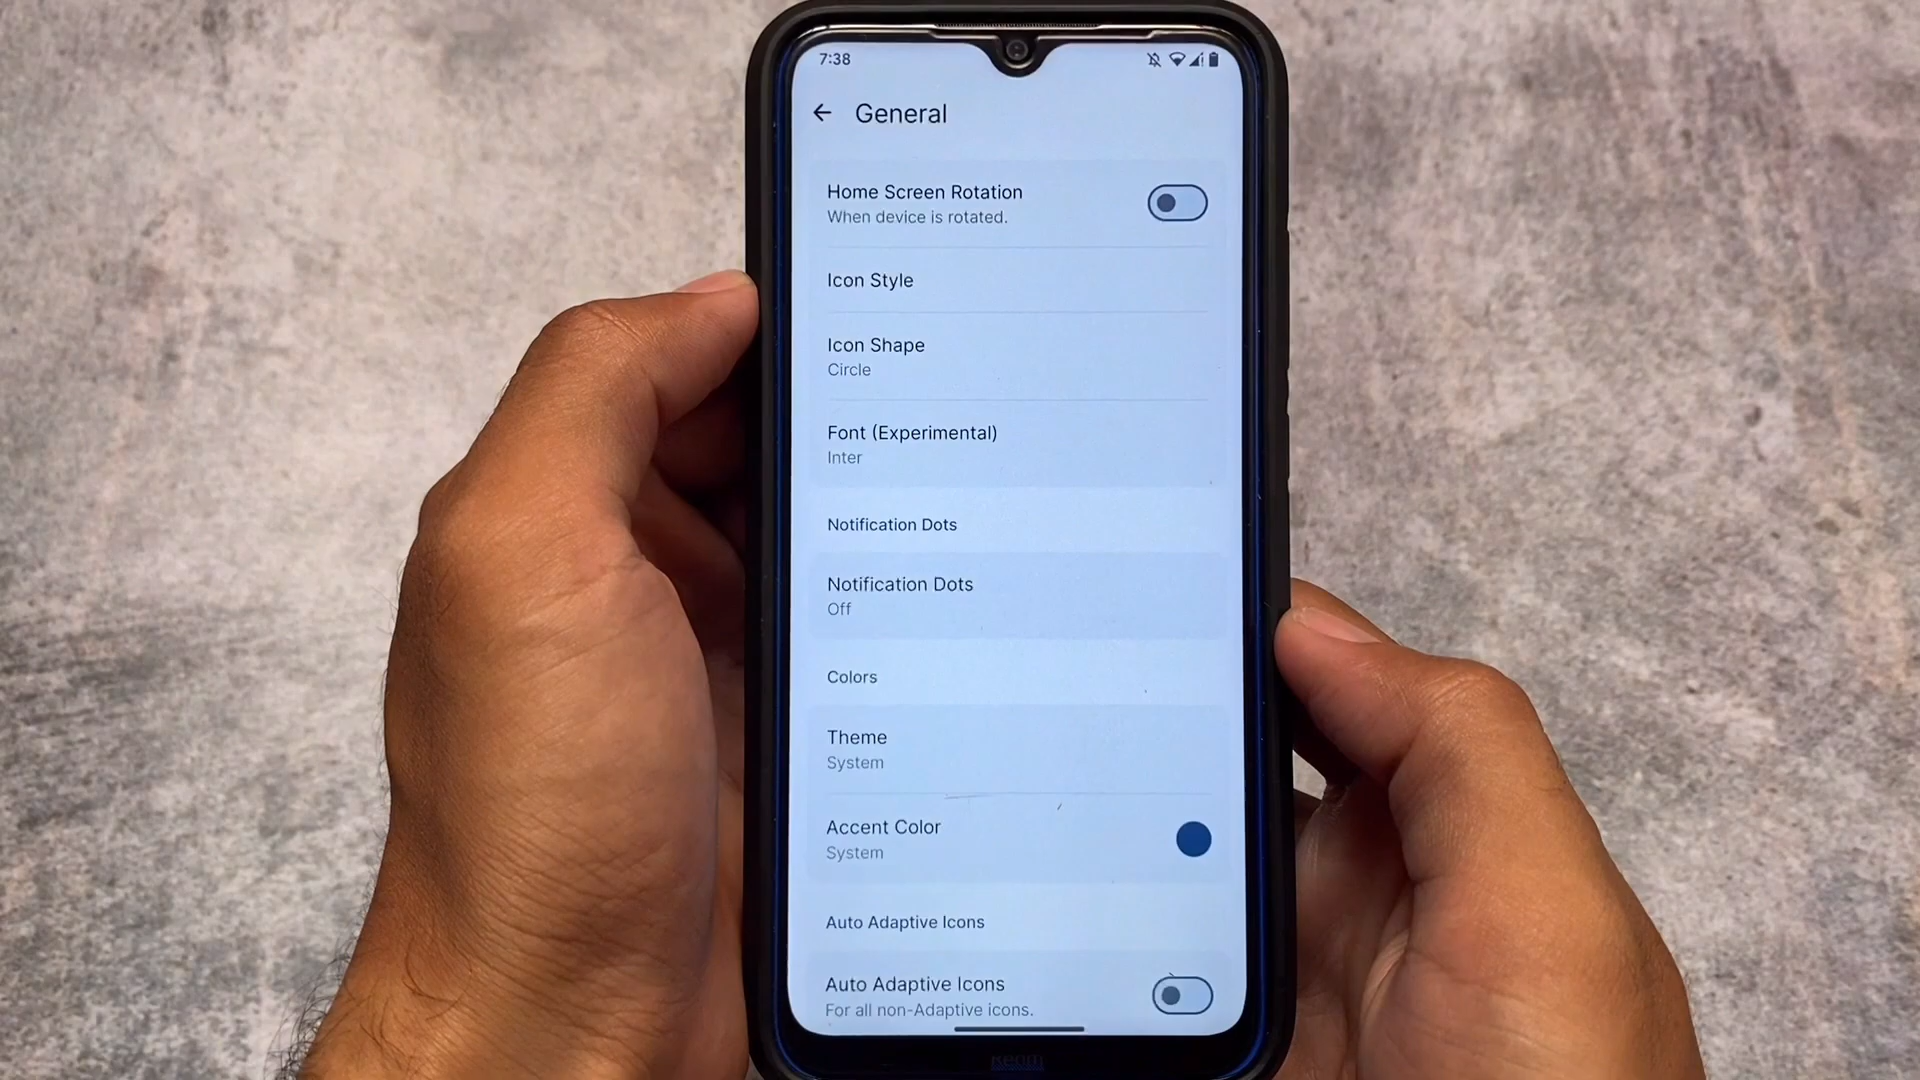 7:38
General
Home Screen Rotation
When device is rotated.
Icon Style
Icon Shape
Circle
Font (Experimental)
Inter
Notification Dots
Notification Dots
Off
Colors
Theme
System
Accent Color
System
Auto Adaptive Icons
Auto Adaptive Icons
For all non-Adaptive icons.